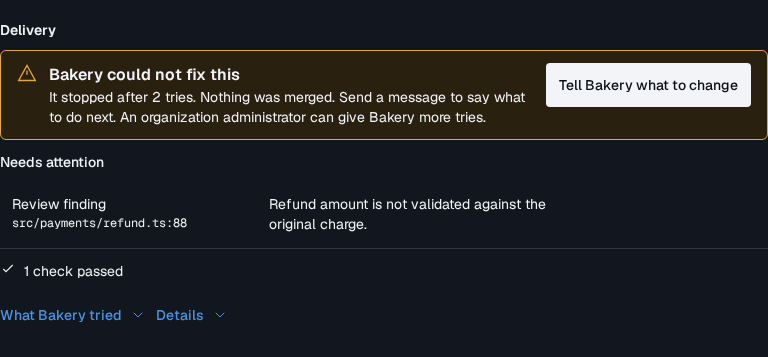 Delivery
Bakery could not fix this
It stopped after 2 tries. Nothing was merged. Send a message to say what
to do next. An organization administrator can give Bakery more tries.
Tell Bakery what to change
Needs attention
Review finding
src/payments/refund.ts:88
Refund amount is not validated against the
original charge.
1 check passed
What Bakery tried
Details